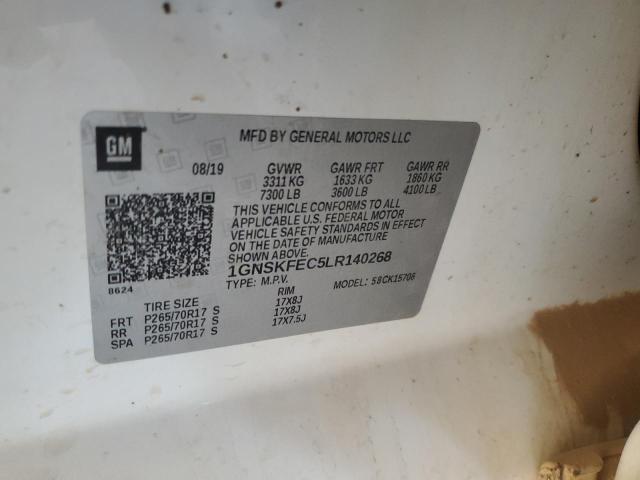 GM
MFD BY GENERAL MOTORS LLC
08/19 GVWR GAWR FRT GAWR RR
3311 KG 1633 KG 1860 KG
7300 LB 3600 LB 4100 LB
THIS VEHICLE CONFORMS TO ALL
APPLICABLE U.S. FEDERAL MOTOR
VEHICLE SAFETY STANDARDS IN EFFECT
ON THE DATE OF MANUFACTURE
SHOWN ABOVE.
1GNSKFEC5LR140268
8624
TYPE: M.P.V. MODEL: 58CK15706
TIRE SIZE RIM
FRT P265/70R17 S 17X8J
RR P265/70R17 S 17X8J
SPA P265/70R17 S 17X7.5J